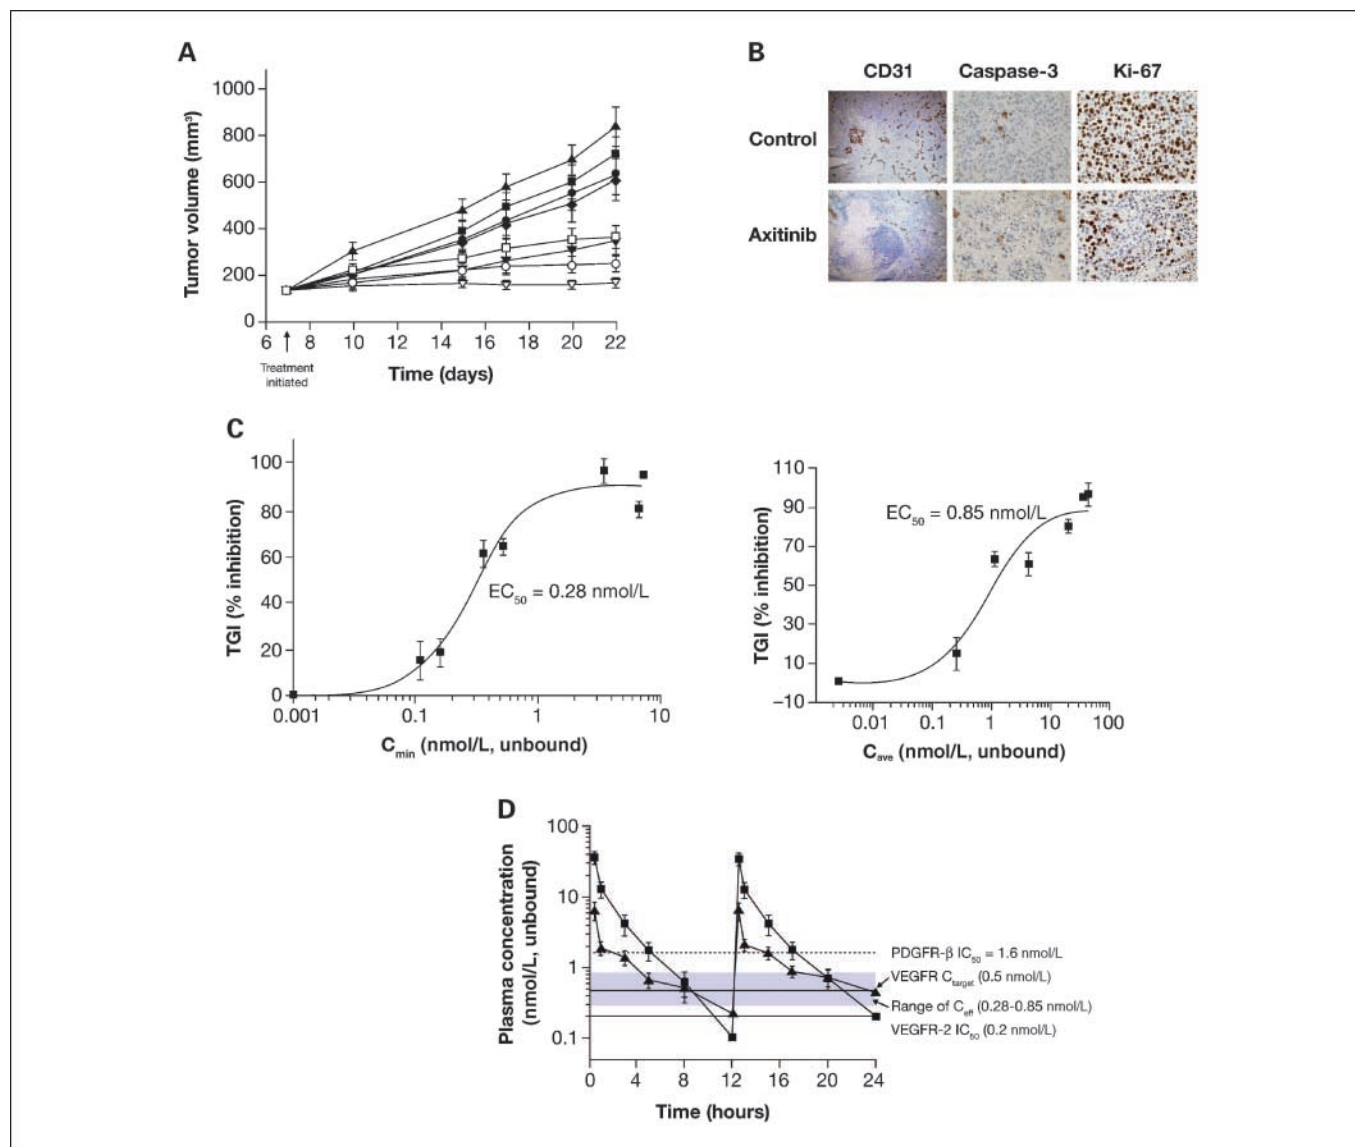 A
Tumor volume (mm³)
1000
800
600
400
200
0
6 8 10 12 14 16 18 20 22
Treatment
initiated
Time (days)
B
CD31 Caspase-3 Ki-67
Control
Axitinib
C
TGI (% inhibition)
100
80
60
40
20
0
0.001 0.1 1 10
Cmin (nmol/L, unbound)
EC50 = 0.28 nmol/L
TGI (% inhibition)
110
90
70
50
30
10
−10
0.01 0.1 1 10 100
Cave (nmol/L, unbound)
EC50 = 0.85 nmol/L
D
Plasma concentration
(nmol/L, unbound)
100
10
1
0.1
0 4 8 12 16 20 24
Time (hours)
PDGFR-β IC50 = 1.6 nmol/L
VEGFR Ctarget (0.5 nmol/L)
Range of Ceff (0.28-0.85 nmol/L)
VEGFR-2 IC50 (0.2 nmol/L)